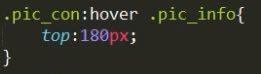 .pic_con:hover .pic_info{
    top:180px;
}